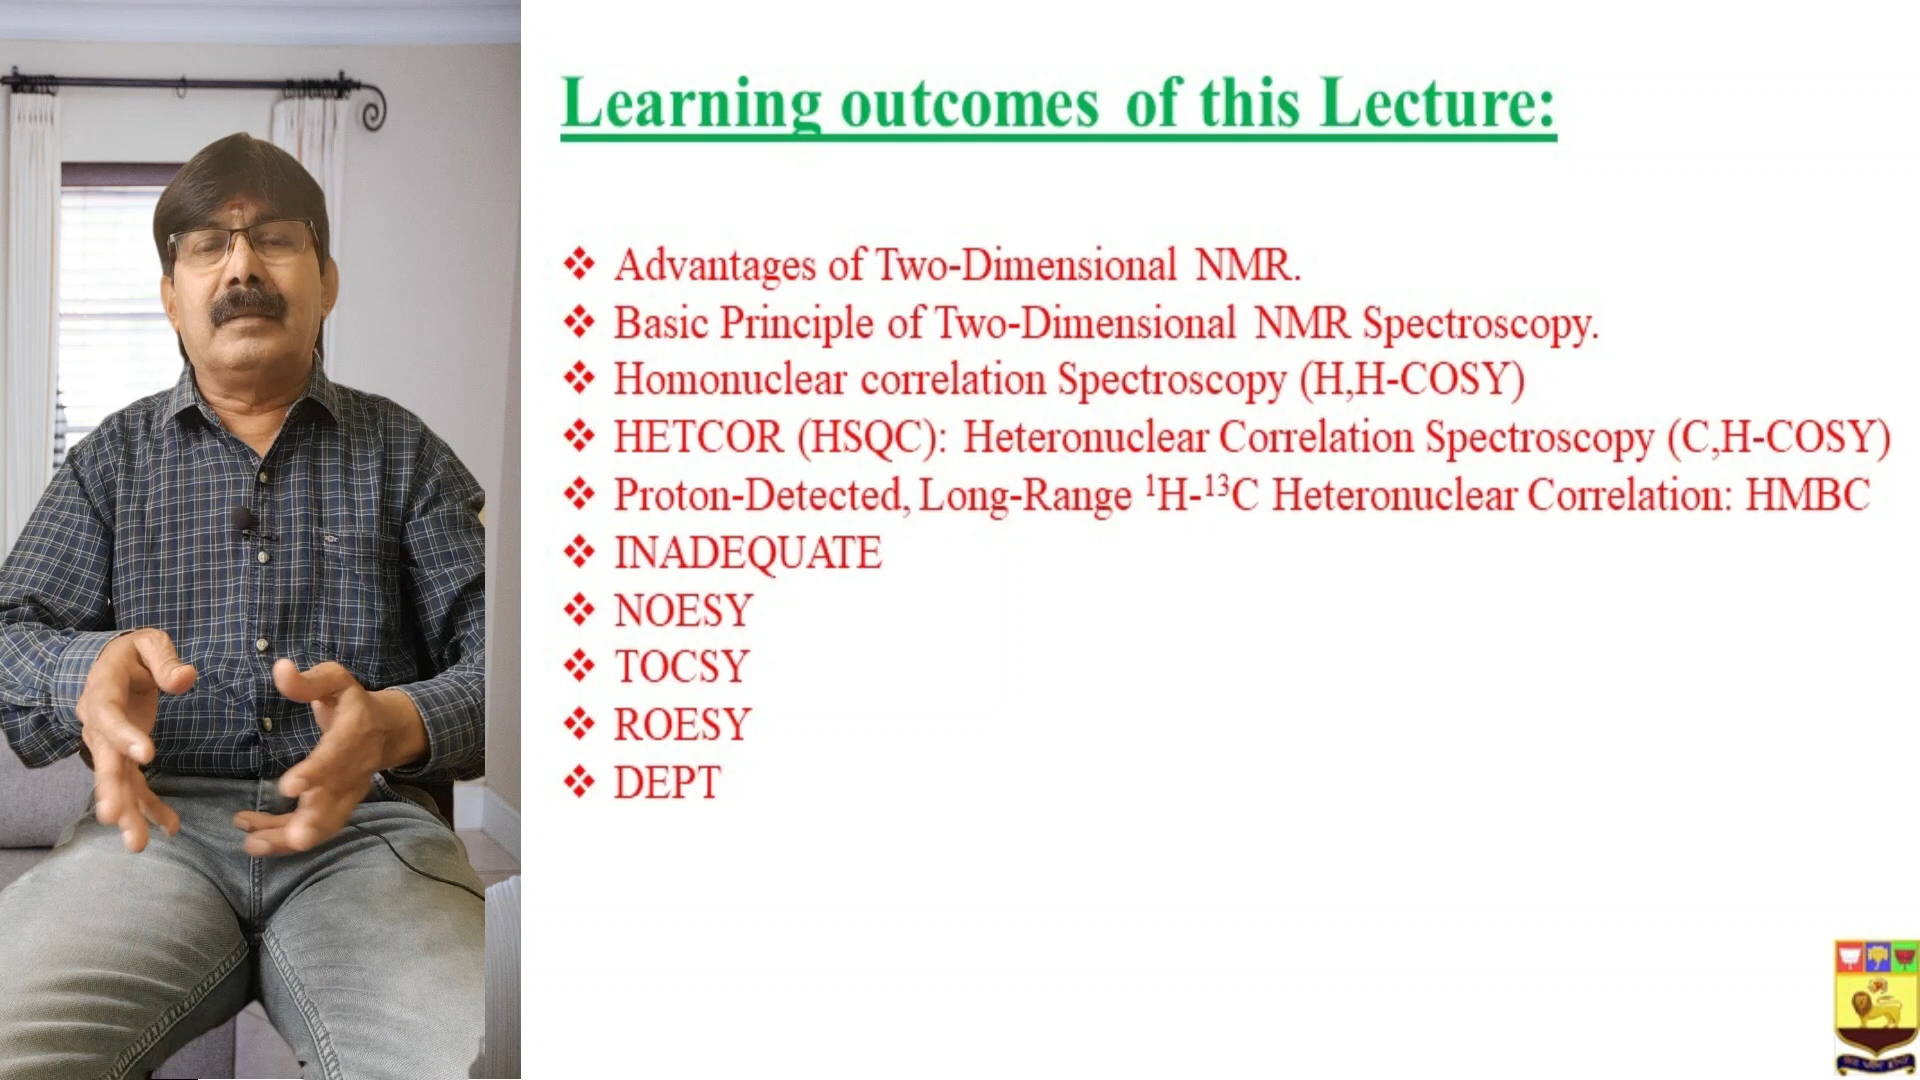 Learning outcomes of this Lecture:
❖ Advantages of Two-Dimensional NMR.
❖ Basic Principle of Two-Dimensional NMR Spectroscopy.
❖ Homonuclear correlation Spectroscopy (H,H-COSY)
❖ HETCOR (HSQC): Heteronuclear Correlation Spectroscopy (C,H-COSY)
❖ Proton-Detected, Long-Range ¹H-¹³C Heteronuclear Correlation: HMBC
❖ INADEQUATE
❖ NOESY
❖ TOCSY
❖ ROESY
❖ DEPT